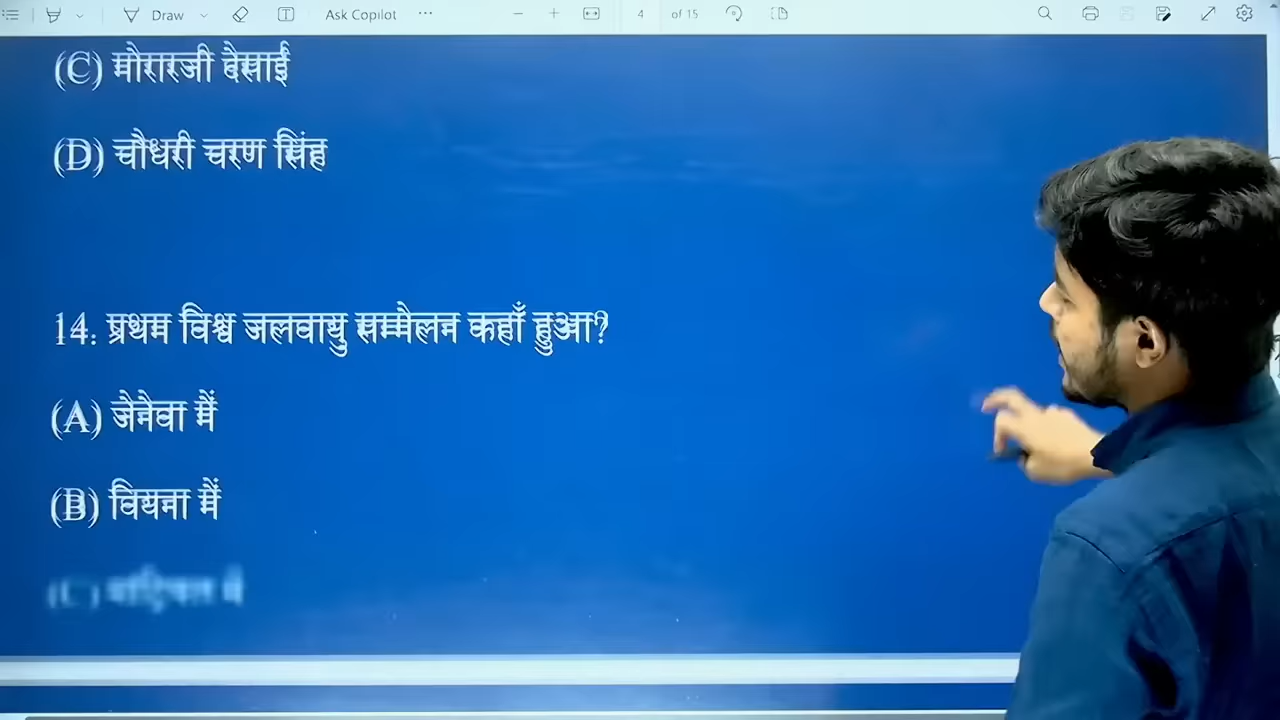 Draw Ask Copilot ... 4 of 15
(C) मोरारजी देसाई
(D) चौधरी चरण सिंह
14. प्रथम विश्व जलवायु सम्मेलन कहाँ हुआ?
(A) जेनेवा में
(B) वियना में
(C) में